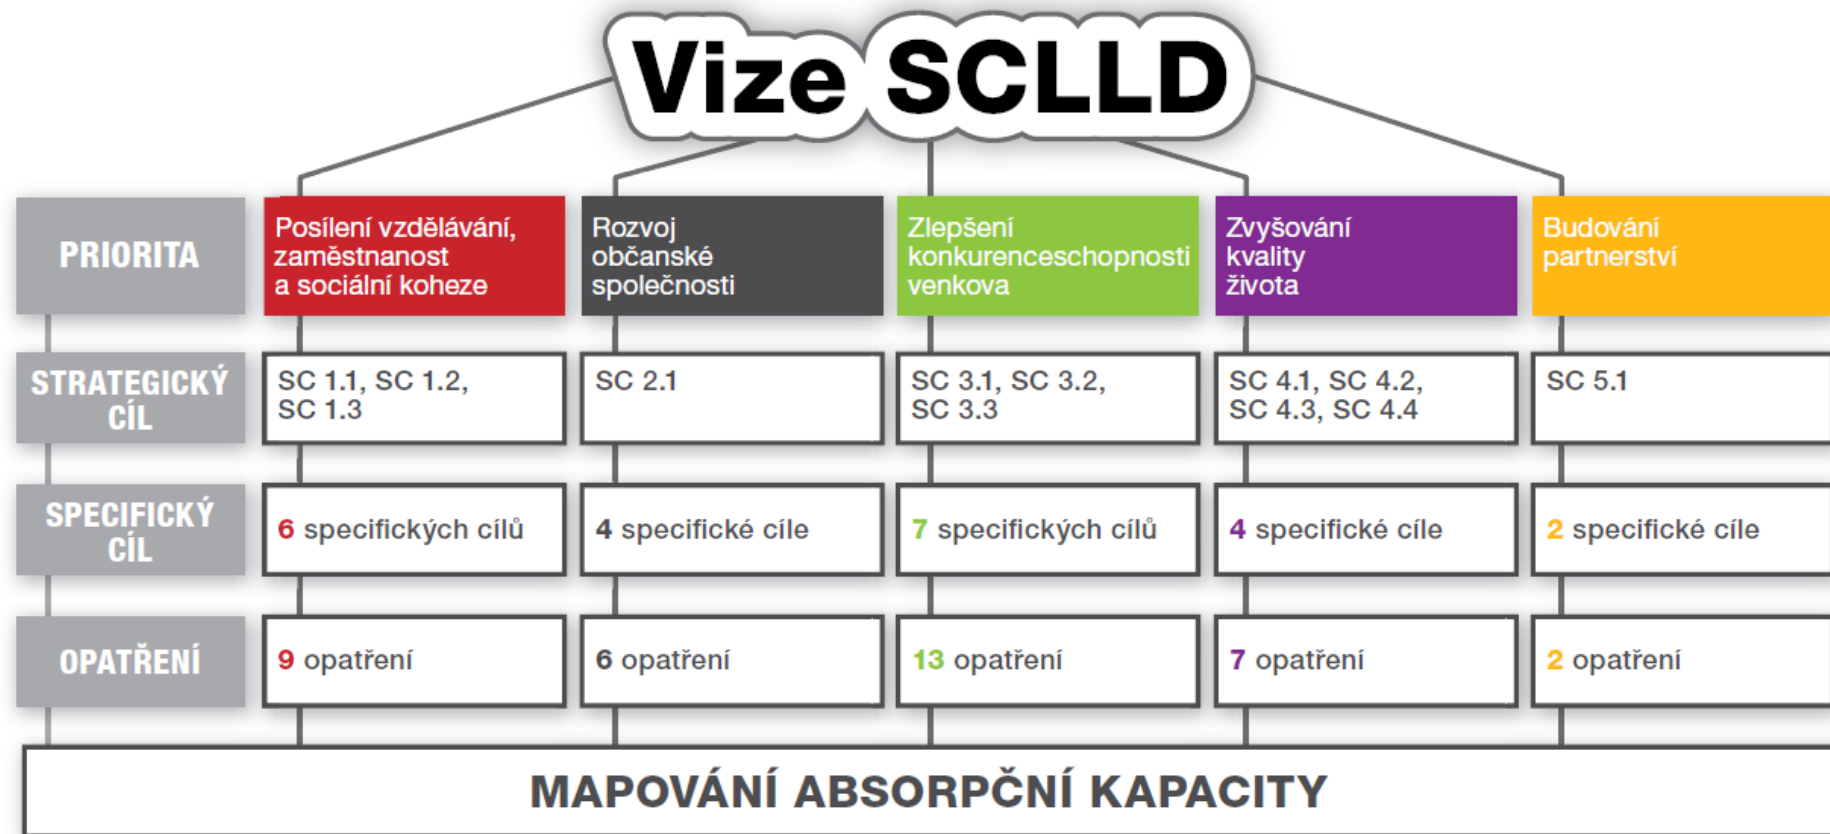 Vize SCLLD
PRIORITA
Posílení vzdělávání,
zaměstnanost
a sociální koheze
Rozvoj
občanské
společnosti
Zlepšení
konkurenceschopnosti
venkova
Zvyšování
kvality
života
Budování
partnerství
STRATEGICKÝ
CÍL
SC 1.1, SC 1.2,
SC 1.3
SC 2.1
SC 3.1, SC 3.2,
SC 3.3
SC 4.1, SC 4.2,
SC 4.3, SC 4.4
SC 5.1
SPECIFICKÝ
CÍL
6 specifických cílů
4 specifické cíle
7 specifických cílů
4 specifické cíle
2 specifické cíle
OPATŘENÍ
9 opatření
6 opatření
13 opatření
7 opatření
2 opatření
MAPOVÁNÍ ABSORPČNÍ KAPACITY